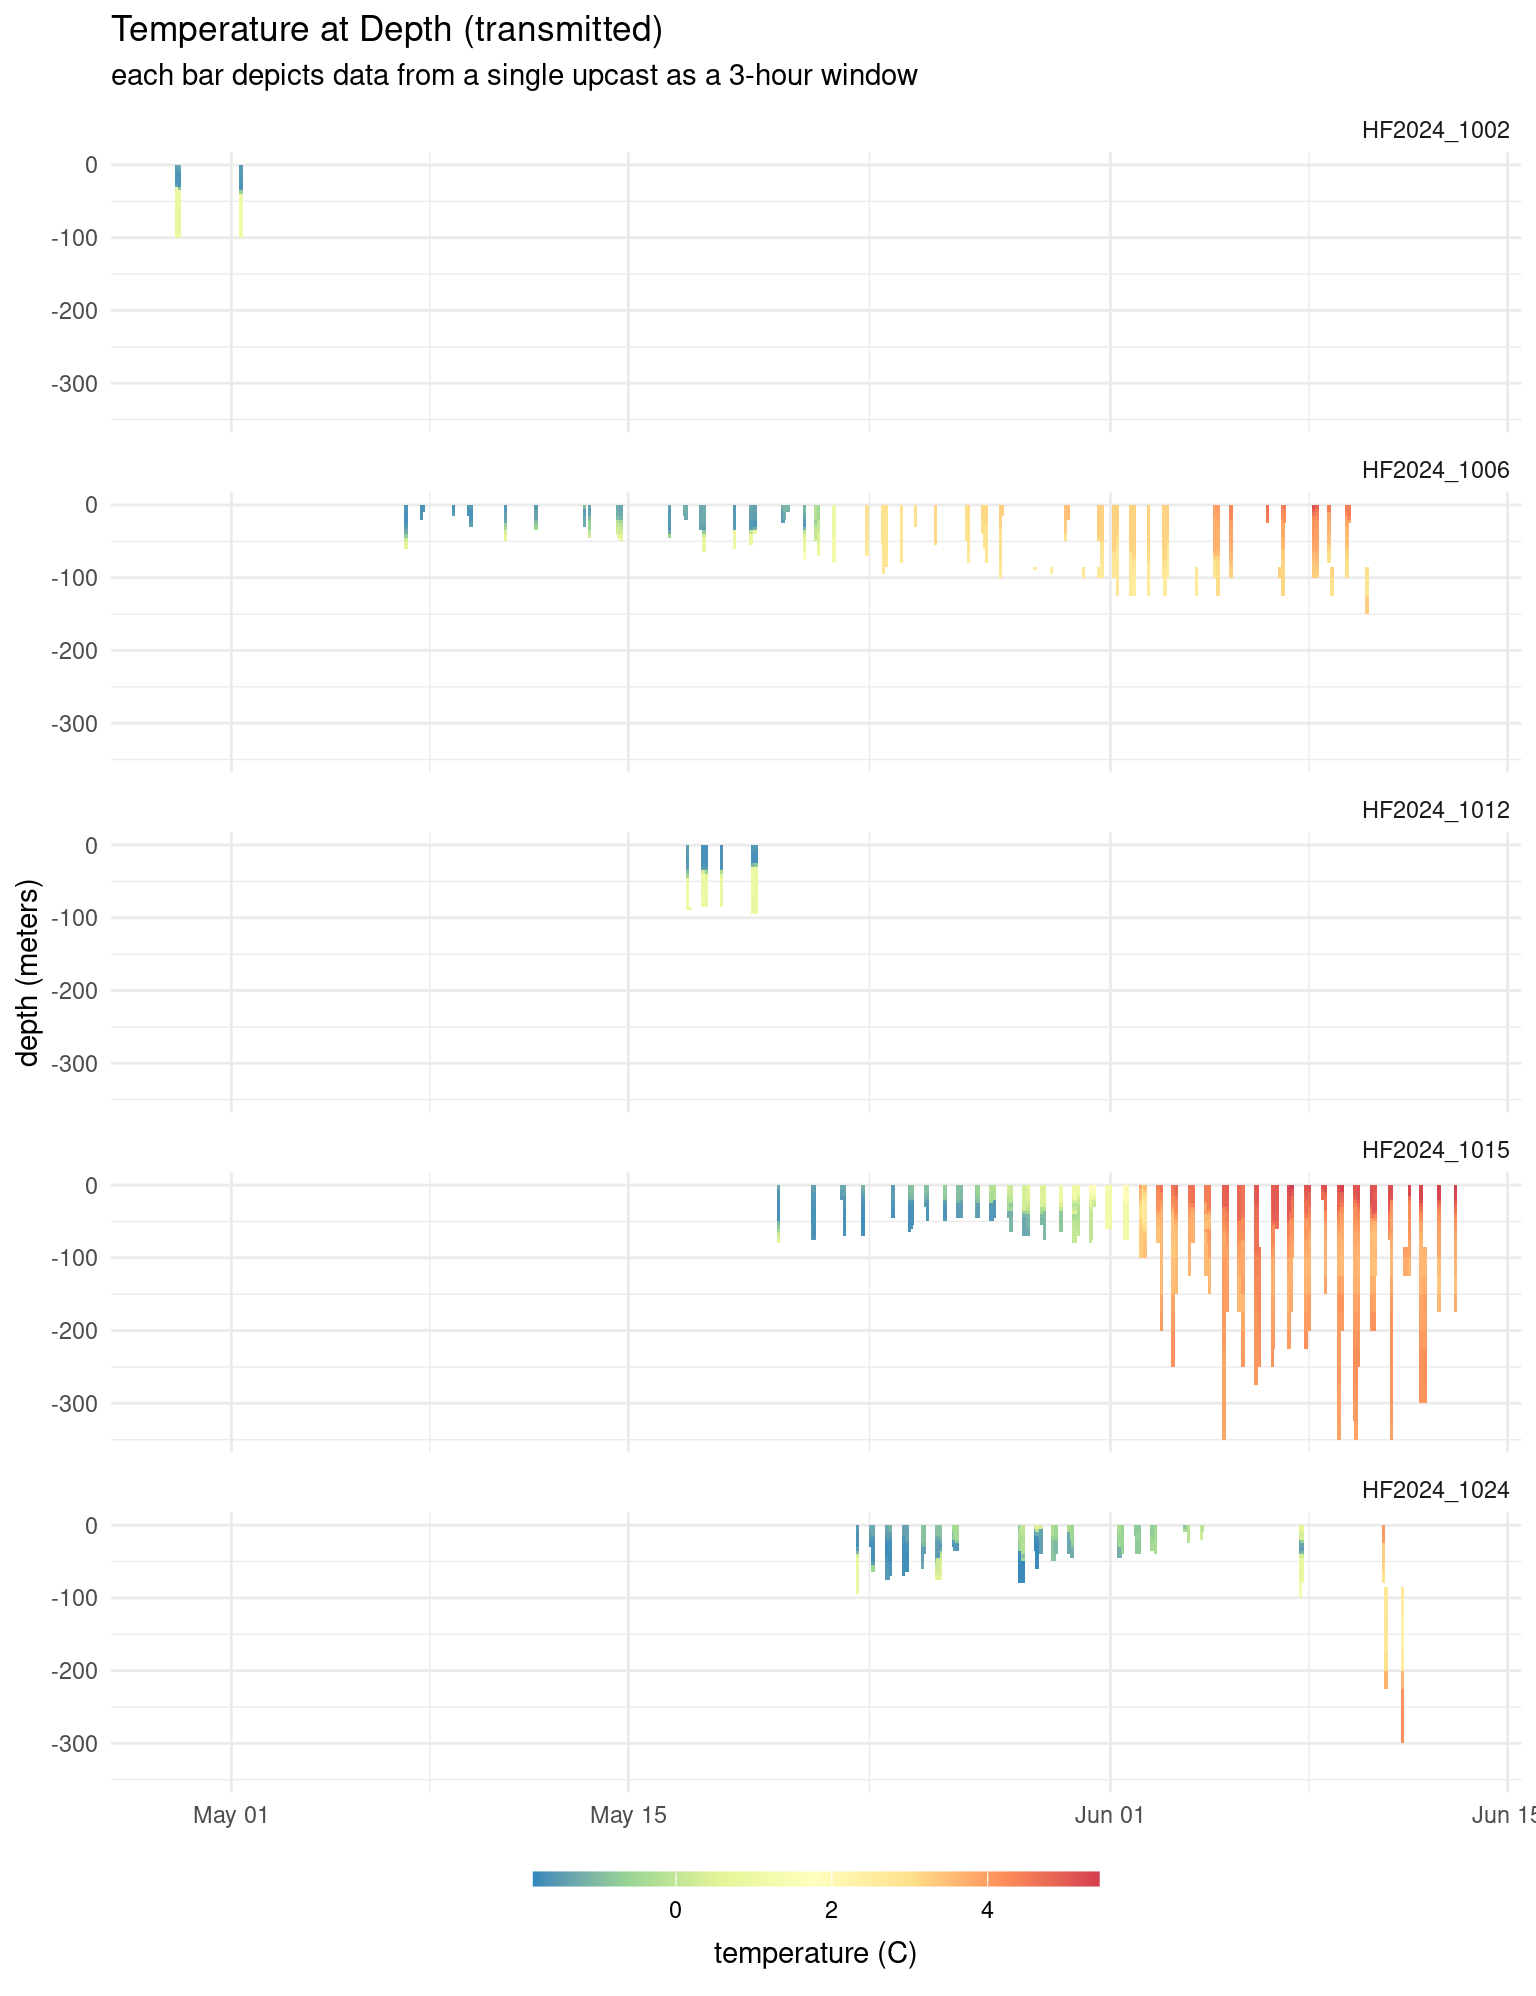 Temperature at Depth (transmitted)
each bar depicts data from a single upcast as a 3-hour window
HF2024_1002
0
-100
-200
-300
HF2024_1006
0
-100
-200
-300
HF2024_1012
0
-100
-200
-300
depth (meters)
HF2024_1015
0
-100
-200
-300
HF2024_1024
0
-100
-200
-300
May 01 May 15 Jun 01 Jun 15
0 2 4
temperature (C)